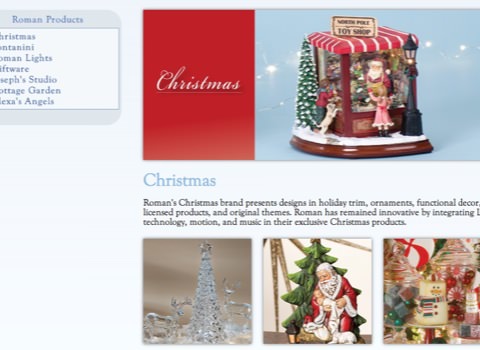 Roman Products
hristmas
ontanini
oman Lights
iftware
oseph's Studio
ottage Garden
lexa's Angels
Christmas
NORTH POLE
TOY SHOP
Christmas
Roman's Christmas brand presents designs in holiday trim, ornaments, functional decor,
licensed products, and original themes. Roman has remained innovative by integrating L
technology, motion, and music in their exclusive Christmas products.